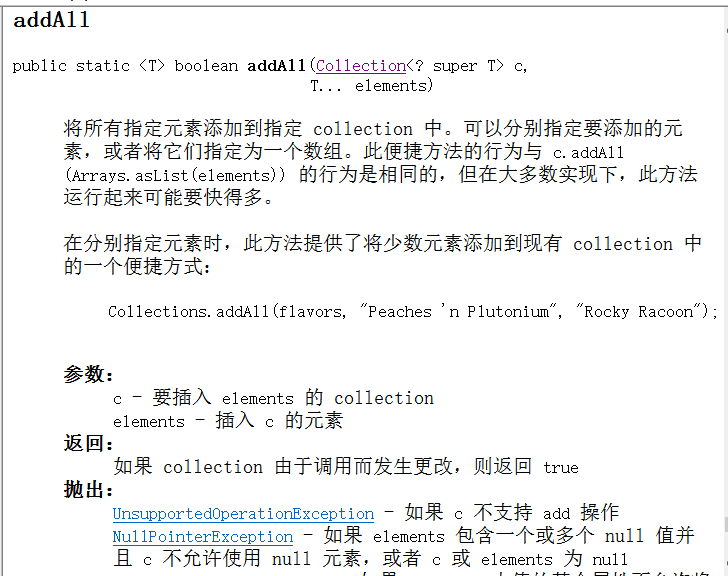 addAll
public static <T> boolean addAll(Collection<? super T> c,
T... elements)
将所有指定元素添加到指定 collection 中。可以分别指定要添加的元
素，或者将它们指定为一个数组。此便捷方法的行为与 c.addAll
(Arrays.asList(elements)) 的行为是相同的，但在大多数实现下，此方法
运行起来可能要快得多。
在分别指定元素时，此方法提供了将少数元素添加到现有 collection 中
的一个便捷方式：
Collections.addAll(flavors, "Peaches 'n Plutonium", "Rocky Racoon");
参数：
c - 要插入 elements 的 collection
elements - 插入 c 的元素
返回：
如果 collection 由于调用而发生更改，则返回 true
抛出：
UnsupportedOperationException - 如果 c 不支持 add 操作
NullPointerException - 如果 elements 包含一个或多个 null 值并
且 c 不允许使用 null 元素，或者 c 或 elements 为 null